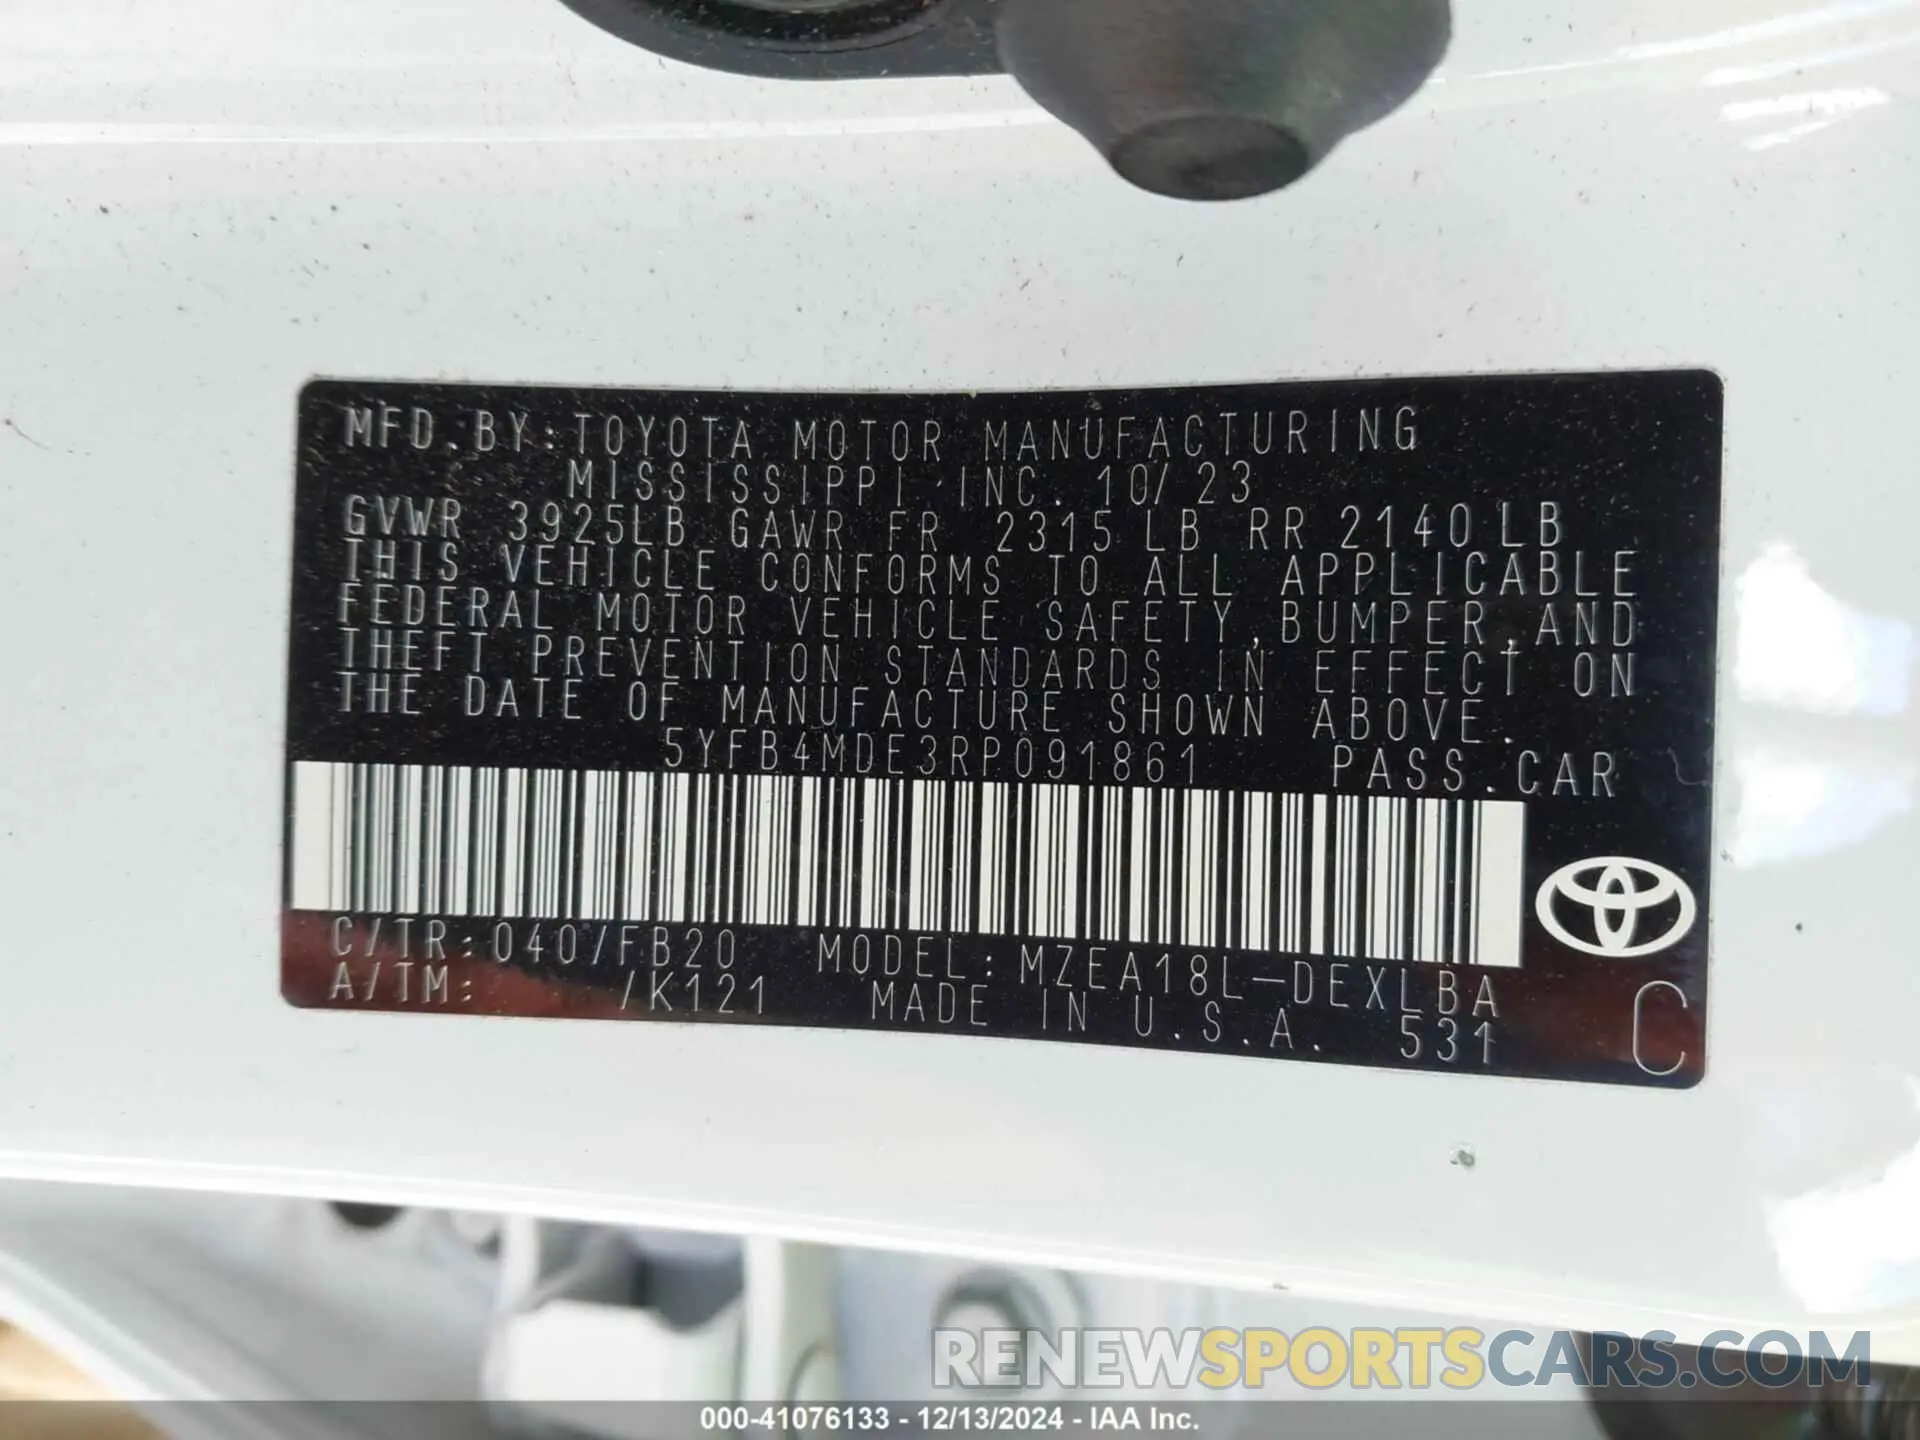 MFD.BY:TOYOTA MOTOR MANUFACTURING
MISSISSIPPI INC. 10/23
GVWR 3925LB GAWR FR 2315LB RR 2140LB
THIS VEHICLE CONFORMS TO ALL APPLICABLE
FEDERAL MOTOR VEHICLE SAFETY,BUMPER,AND
THEFT PREVENTION STANDARDS IN EFFECT ON
THE DATE OF MANUFACTURE SHOWN ABOVE.
5YFB4MDE3RP091861 PASS.CAR
C/TR:040/FB20 MODEL:MZEA18L-DEXLBA
A/TM: /K121 MADE IN U.S.A. 531 C
RENEWSPORTSCARS.COM
000-41076133 - 12/13/2024 - IAA Inc.